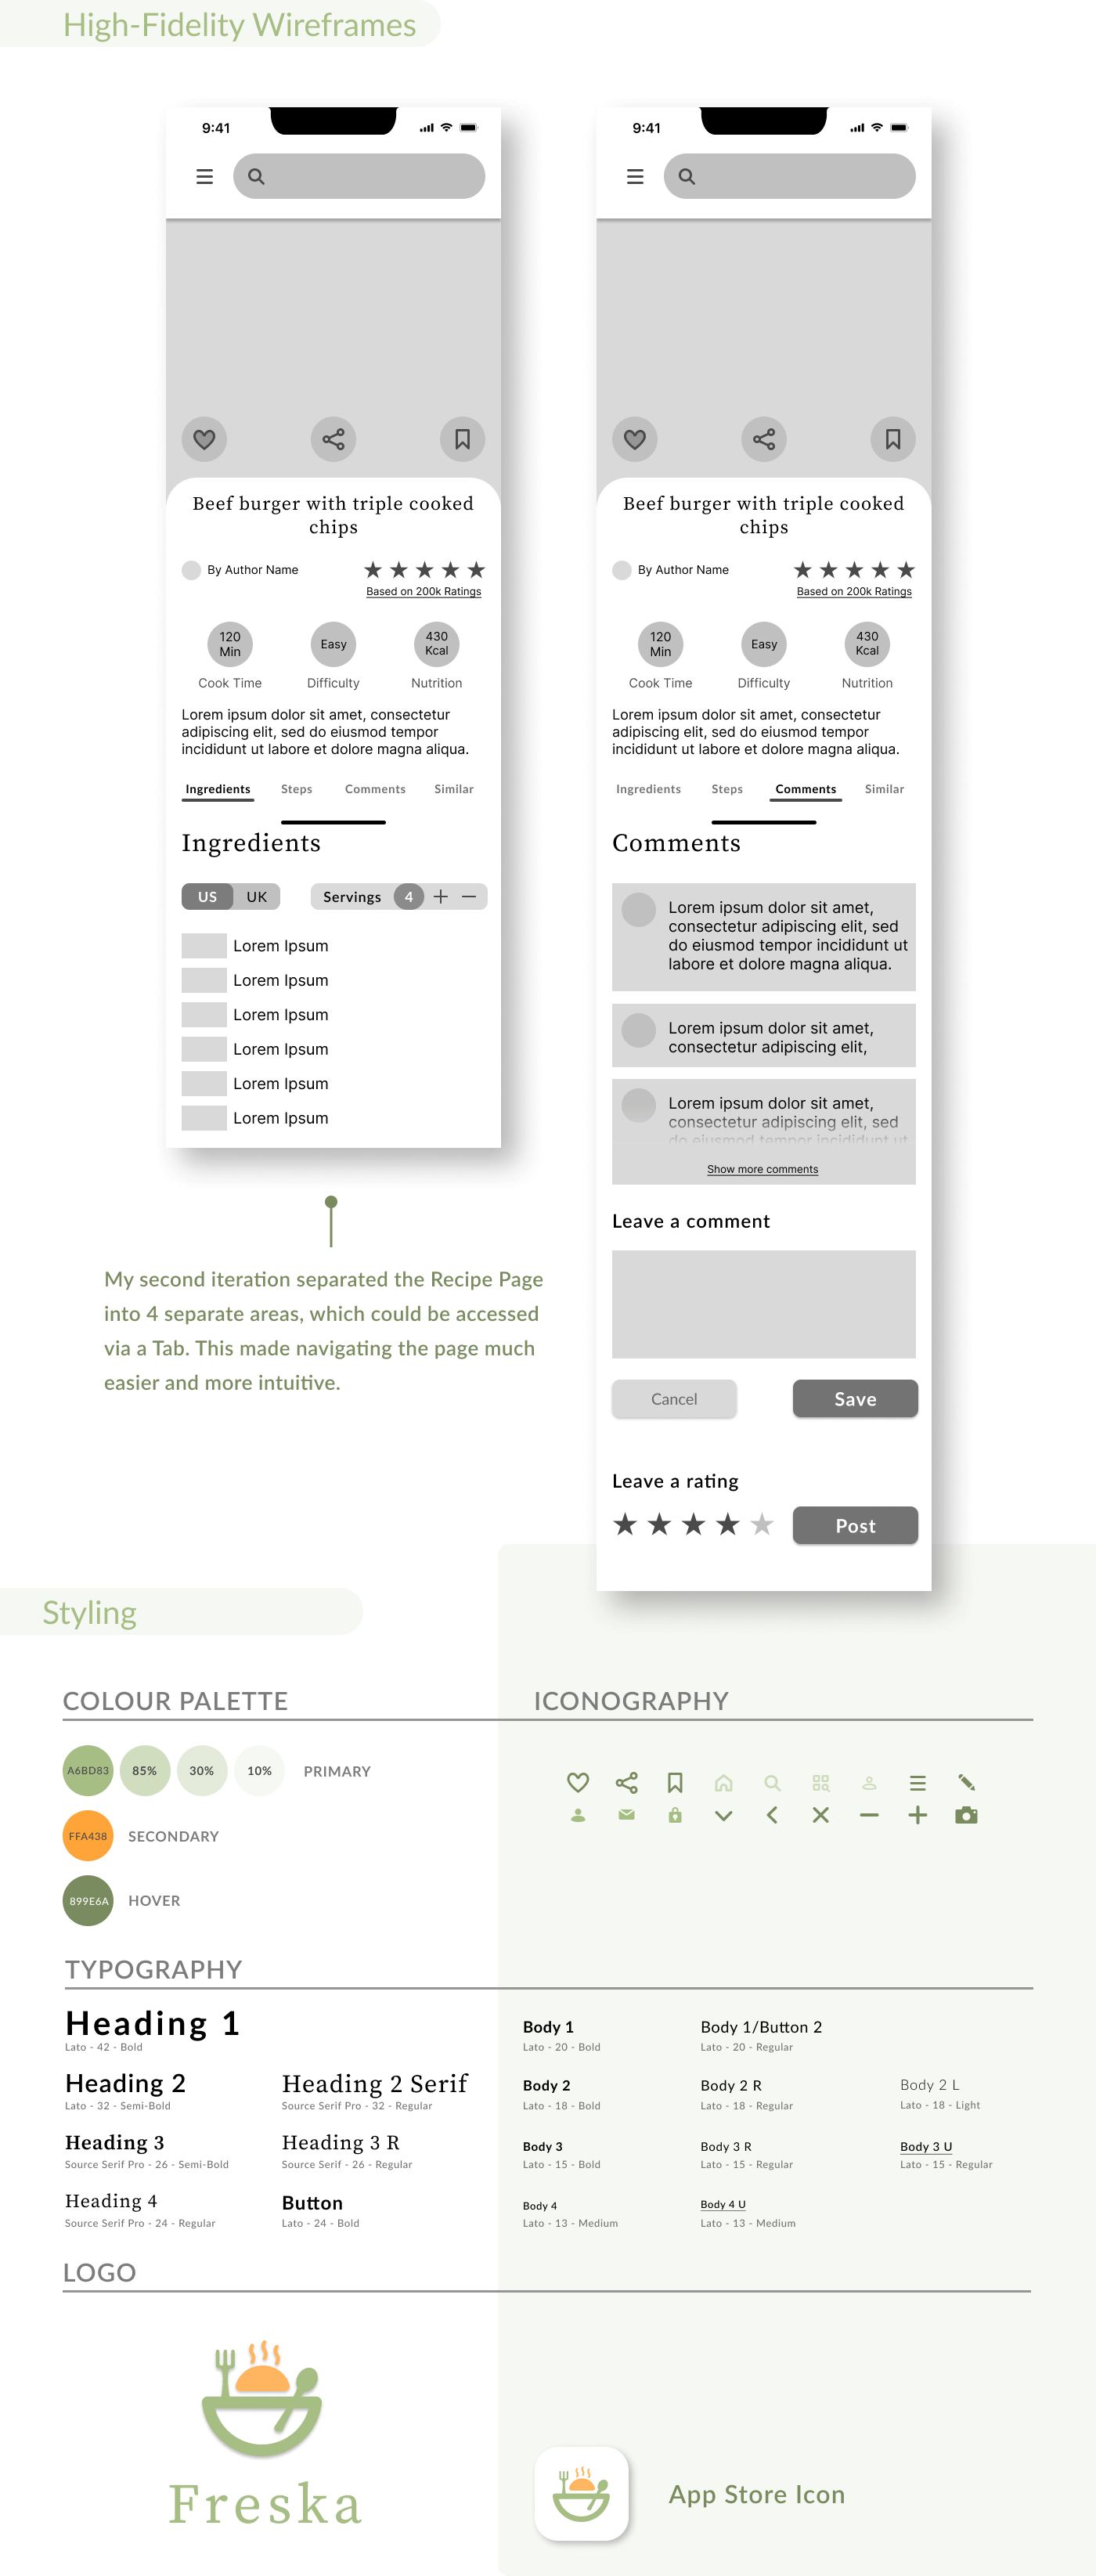 High-Fidelity Wireframes
9:41
Beef burger with triple cooked
chips
By Author Name
Based on 200k Ratings
120
Min
Easy
430
Kcal
Cook Time
Difficulty
Nutrition
Lorem ipsum dolor sit amet, consectetur
adipiscing elit, sed do eiusmod tempor
incididunt ut labore et dolore magna aliqua.
Ingredients Steps Comments Similar
Ingredients
US UK Servings 4
Lorem Ipsum
Lorem Ipsum
Lorem Ipsum
Lorem Ipsum
Lorem Ipsum
Lorem Ipsum
My second iteration separated the Recipe Page
into 4 separate areas, which could be accessed
via a Tab. This made navigating the page much
easier and more intuitive.
9:41
Beef burger with triple cooked
chips
By Author Name
Based on 200k Ratings
120
Min
Easy
430
Kcal
Cook Time
Difficulty
Nutrition
Lorem ipsum dolor sit amet, consectetur
adipiscing elit, sed do eiusmod tempor
incididunt ut labore et dolore magna aliqua.
Ingredients Steps Comments Similar
Comments
Lorem ipsum dolor sit amet,
consectetur adipiscing elit, sed
do eiusmod tempor incididunt ut
labore et dolore magna aliqua.
Lorem ipsum dolor sit amet,
consectetur adipiscing elit,
Lorem ipsum dolor sit amet,
consectetur adipiscing elit, sed
do eiusmod tempor incididunt ut
Show more comments
Leave a comment
Cancel Save
Leave a rating
Post
Styling
COLOUR PALETTE
A6BD83 85% 30% 10% PRIMARY
FFA438 SECONDARY
899E6A HOVER
ICONOGRAPHY
TYPOGRAPHY
Heading 1
Lato - 42 - Bold
Heading 2
Lato - 32 - Semi-Bold
Heading 2 Serif
Source Serif Pro - 32 - Regular
Heading 3
Source Serif Pro - 26 - Semi-Bold
Heading 3 R
Source Serif - 26 - Regular
Heading 4
Source Serif Pro - 24 - Regular
Button
Lato - 24 - Bold
Body 1
Lato - 20 - Bold
Body 1/Button 2
Lato - 20 - Regular
Body 2
Lato - 18 - Bold
Body 2 R
Lato - 18 - Regular
Body 2 L
Lato - 18 - Light
Body 3
Lato - 15 - Bold
Body 3 R
Lato - 15 - Regular
Body 3 U
Lato - 15 - Regular
Body 4
Lato - 13 - Medium
Body 4 U
Lato - 13 - Medium
LOGO
Freska
App Store Icon